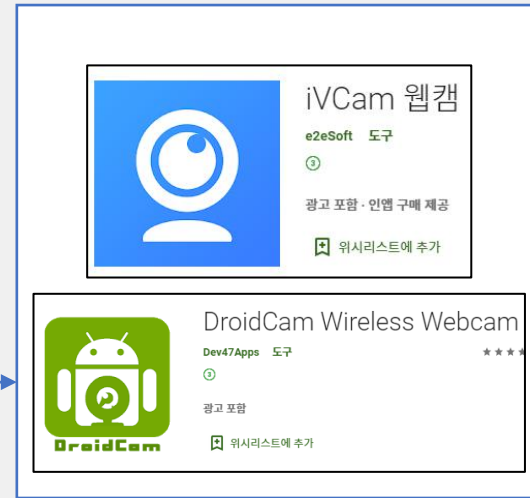 iVCam 웹캠
e2eSoft 도구
3
광고 포함 · 인앱 구매 제공
위시리스트에 추가
DroidCam Wireless Webcam
Dev47Apps 도구
3
광고 포함
위시리스트에 추가
DroidCam